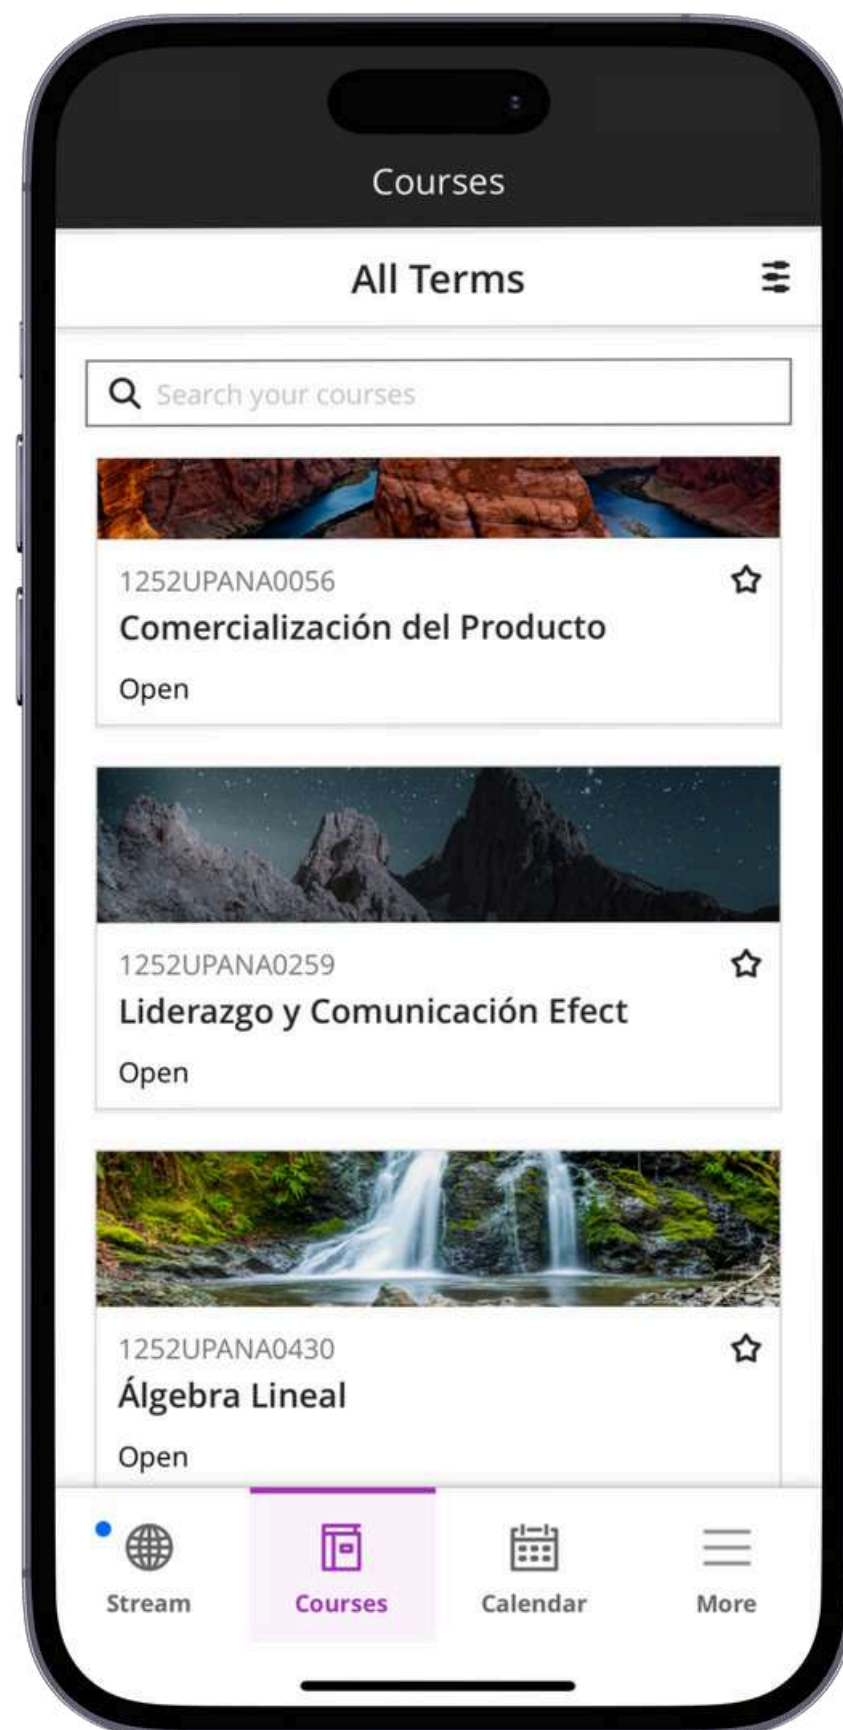 Courses
All Terms
Search your courses
1252UPANA0056
Comercialización del Producto
Open
1252UPANA0259
Liderazgo y Comunicación Efect
Open
1252UPANA0430
Álgebra Lineal
Open
Stream
Courses
Calendar
More